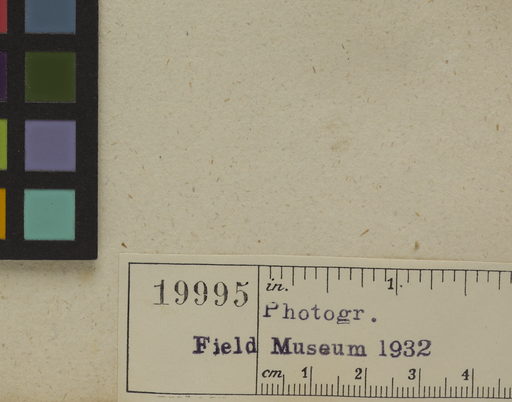 19995
in. 1
Photogr.
Field Museum 1932
cm 1 2 3 4